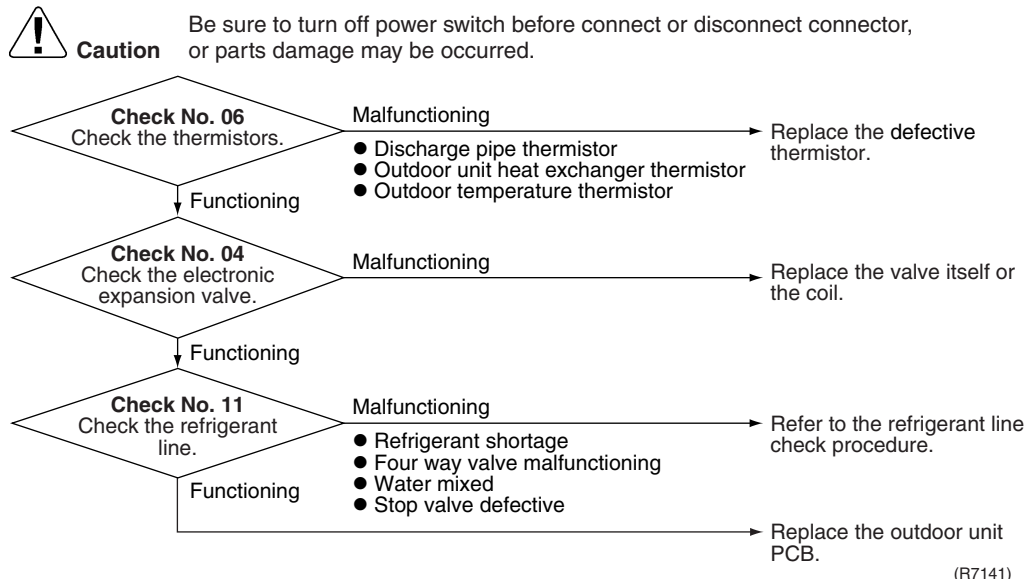 Be sure to turn off power switch before connect or disconnect connector,
Caution or parts damage may be occurred.
Check No. 06
Check the thermistors.
Malfunctioning
● Discharge pipe thermistor
● Outdoor unit heat exchanger thermistor
● Outdoor temperature thermistor
Replace the defective
thermistor.
Functioning
Check No. 04
Check the electronic
expansion valve.
Malfunctioning
Replace the valve itself or
the coil.
Functioning
Check No. 11
Check the refrigerant
line.
Malfunctioning
● Refrigerant shortage
● Four way valve malfunctioning
● Water mixed
● Stop valve defective
Refer to the refrigerant line
check procedure.
Functioning
Replace the outdoor unit
PCB.
(R7141)